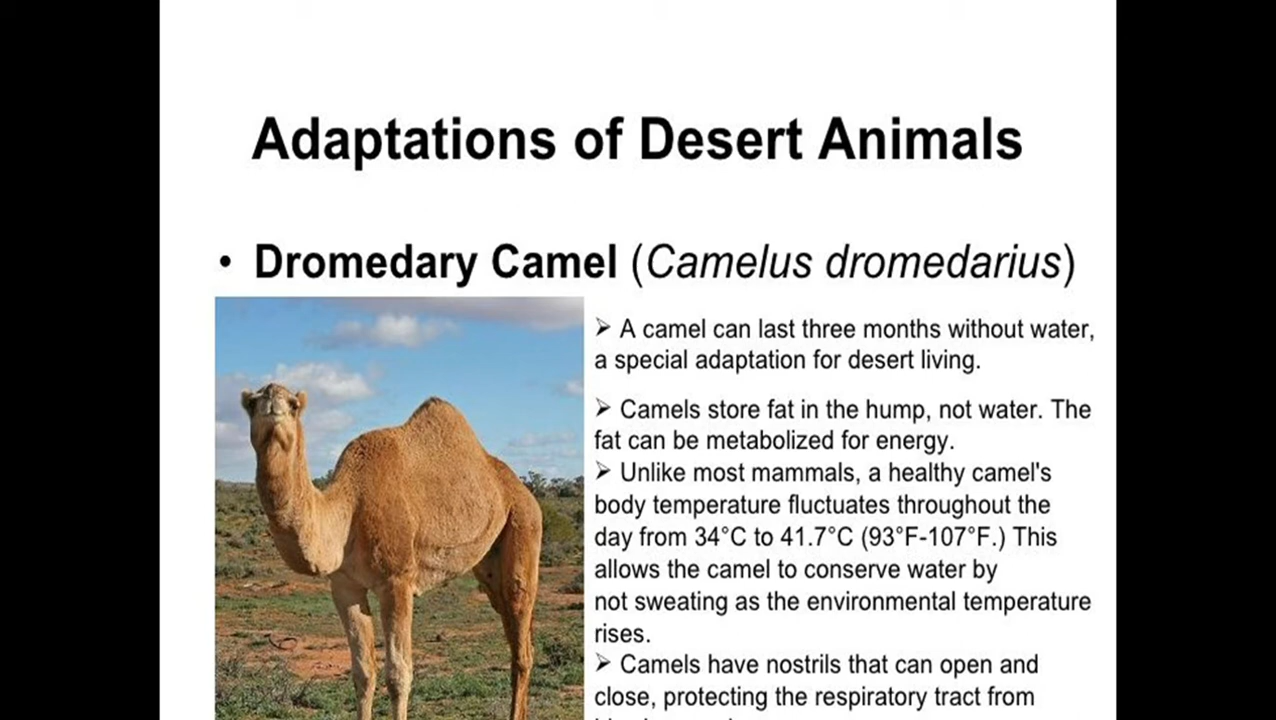 Adaptations of Desert Animals
• Dromedary Camel (Camelus dromedarius)
➢ A camel can last three months without water,
a special adaptation for desert living.
➢ Camels store fat in the hump, not water. The
fat can be metabolized for energy.
➢ Unlike most mammals, a healthy camel's
body temperature fluctuates throughout the
day from 34°C to 41.7°C (93°F-107°F.) This
allows the camel to conserve water by
not sweating as the environmental temperature
rises.
➢ Camels have nostrils that can open and
close, protecting the respiratory tract from